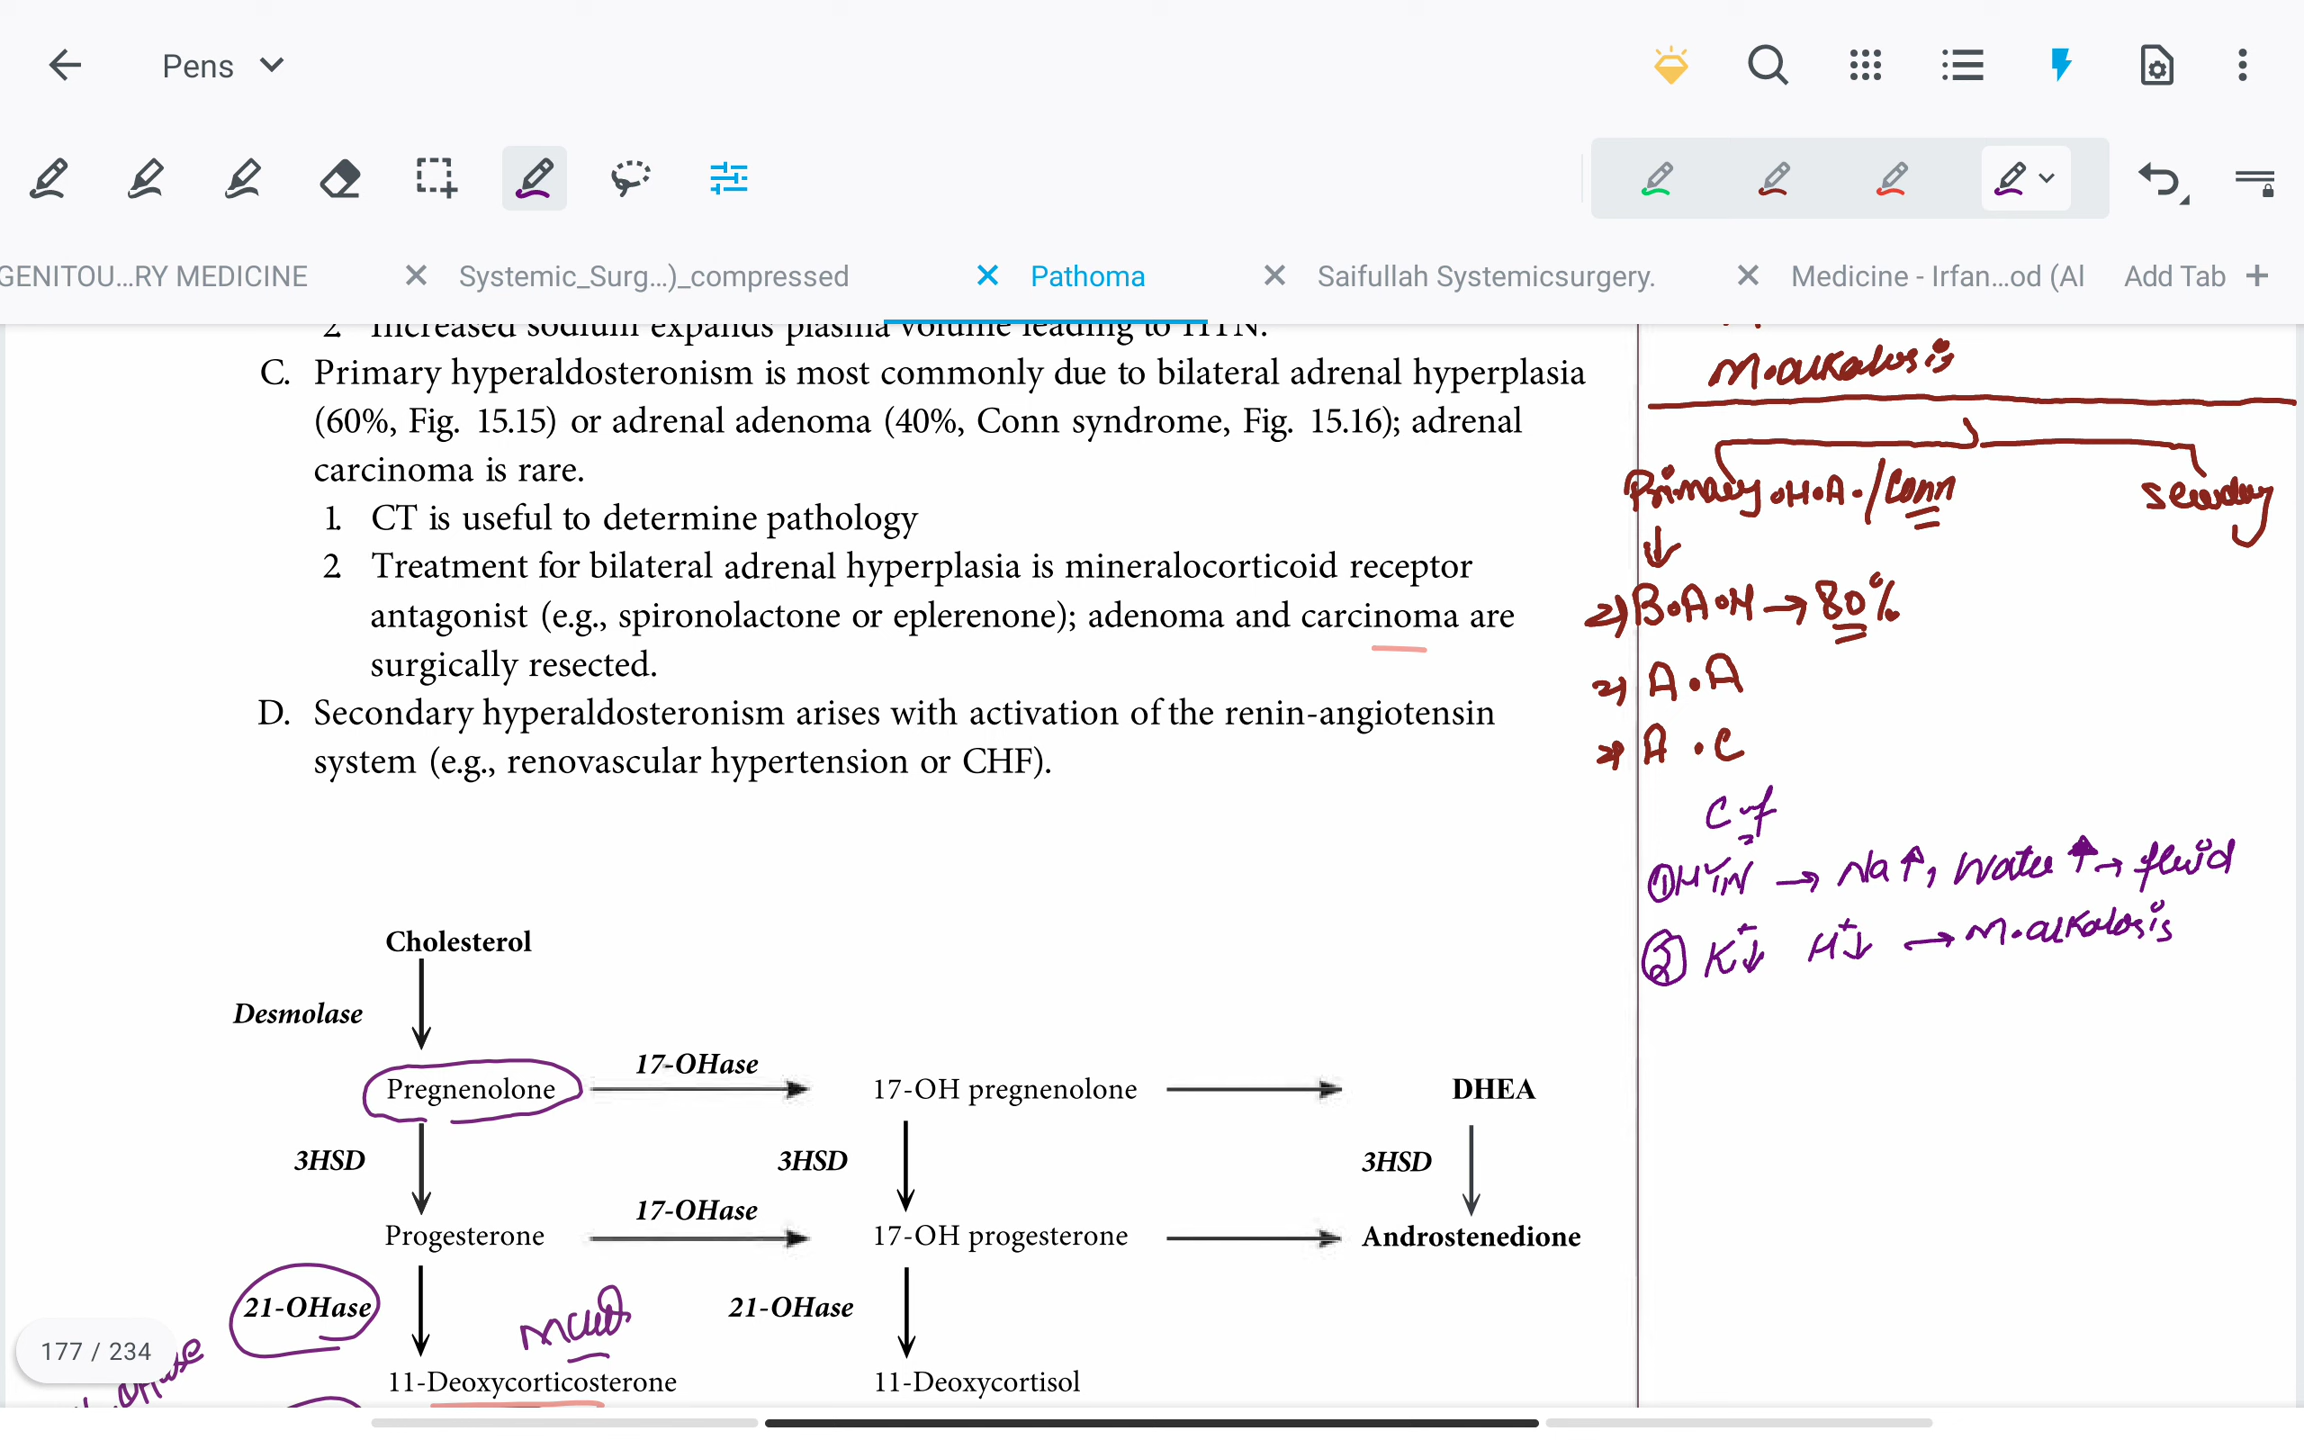 Pens
GENITOU...RY MEDICINE
Systemic_Surg...)_compressed
Pathoma
Saifullah Systemicsurgery.
Medicine - Irfan...od (Al
Add Tab +
2 Increased sodium expands plasma volume leading to HTN.
C. Primary hyperaldosteronism is most commonly due to bilateral adrenal hyperplasia
(60%, Fig. 15.15) or adrenal adenoma (40%, Conn syndrome, Fig. 15.16); adrenal
carcinoma is rare.
1. CT is useful to determine pathology
2 Treatment for bilateral adrenal hyperplasia is mineralocorticoid receptor
antagonist (e.g., spironolactone or eplerenone); adenoma and carcinoma are
surgically resected.
D. Secondary hyperaldosteronism arises with activation of the renin-angiotensin
system (e.g., renovascular hypertension or CHF).
M.alkalosis
Primary .H.A./Conn
↓
B.A.H → 80%
A.A
A.C
C-f
① HTN → Na↑, Water ↑→ fluid
② K+↓ H+↓ → M.alkalosis
Cholesterol
Desmolase
Pregnenolone
17-OHase
17-OH pregnenolone
DHEA
3HSD
3HSD
3HSD
Progesterone
17-OHase
17-OH progesterone
Androstenedione
21-OHase
21-OHase
11-Deoxycorticosterone
11-Deoxycortisol
177 / 234